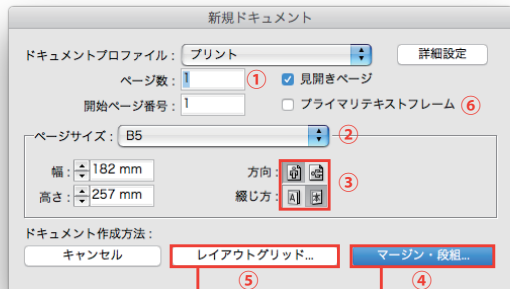 新規ドキュメント
ドキュメントプロファイル: プリント 詳細設定
ページ数: 1 ① 見開きページ
開始ページ番号: 1 プライマリテキストフレーム ⑥
ページサイズ: B5 ②
幅: 182 mm 方向: ③
高さ: 257 mm 綴じ方:
ドキュメント作成方法:
キャンセル レイアウトグリッド... マージン・段組...
⑤ ④